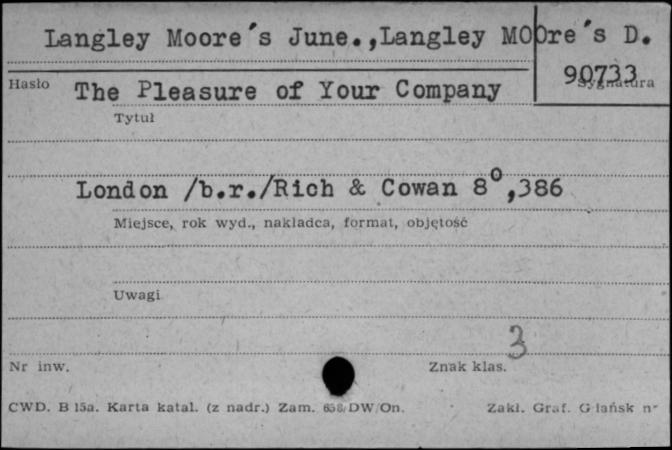 Langley Moore´s June.,Langley MOOre´s D.
90733
Hasło The Pleasure of Your Company Sygnatura
Tytuł
London /b.r./Rich & Cowan 8°,386
Miejsce, rok wyd., nakładca, format, objętość
Uwagi
3
Nr inw. Znak klas.
CWD. B 15a. Karta katal. (z nadr.) Zam. 658/DW/On. Zakł. Graf. Gdańsk